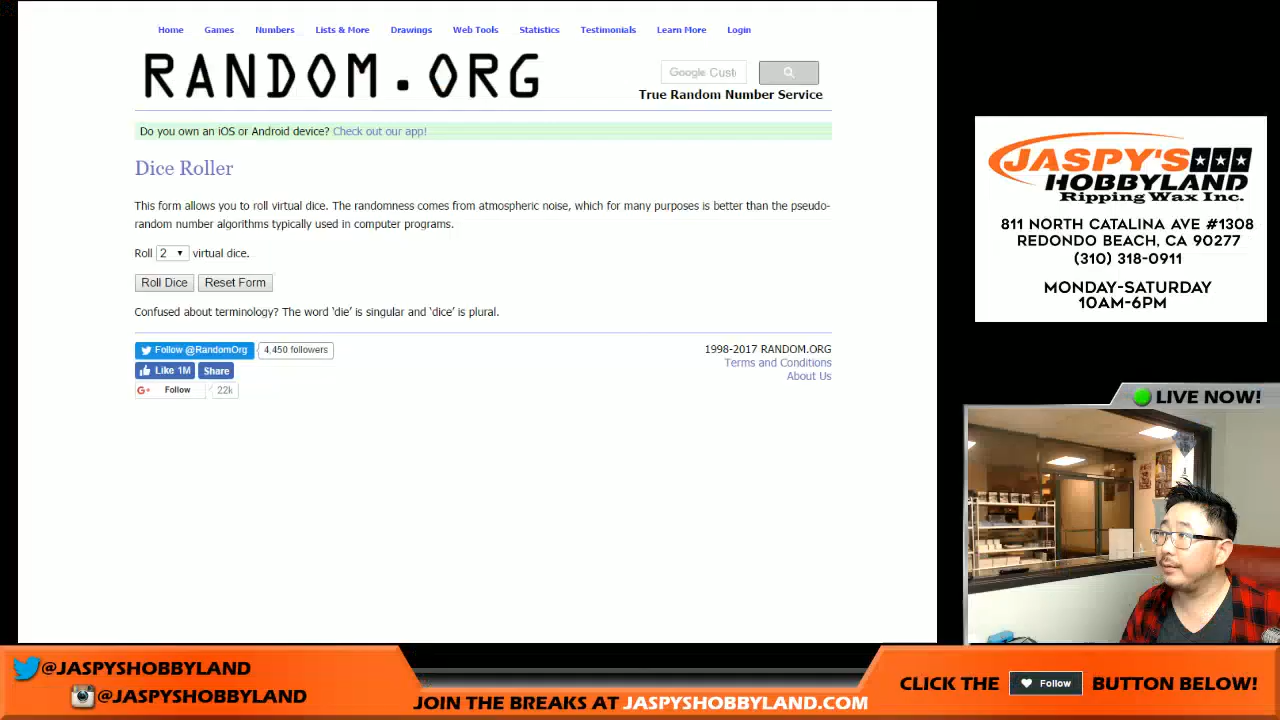 Home Games Numbers Lists & More Drawings Web Tools Statistics Testimonials Learn More Login
RANDOM.ORG
Google Cust
True Random Number Service
Do you own an iOS or Android device? Check out our app!
Dice Roller
This form allows you to roll virtual dice. The randomness comes from atmospheric noise, which for many purposes is better than the pseudo-
random number algorithms typically used in computer programs.
Roll 2 virtual dice.
Roll Dice Reset Form
Confused about terminology? The word ‘die’ is singular and ‘dice’ is plural.
Follow @RandomOrg 4,450 followers
Like 1M Share
G+ Follow 22k
1998-2017 RANDOM.ORG
Terms and Conditions
About Us
JASPY'S
HOBBYLAND
Ripping Wax Inc.
811 NORTH CATALINA AVE #1308
REDONDO BEACH, CA 90277
(310) 318-0911
MONDAY-SATURDAY
10AM-6PM
LIVE NOW!
@JASPYSHOBBYLAND
@JASPYSHOBBYLAND
JOIN THE BREAKS AT JASPYSHOBBYLAND.COM
CLICK THE Follow BUTTON BELOW!